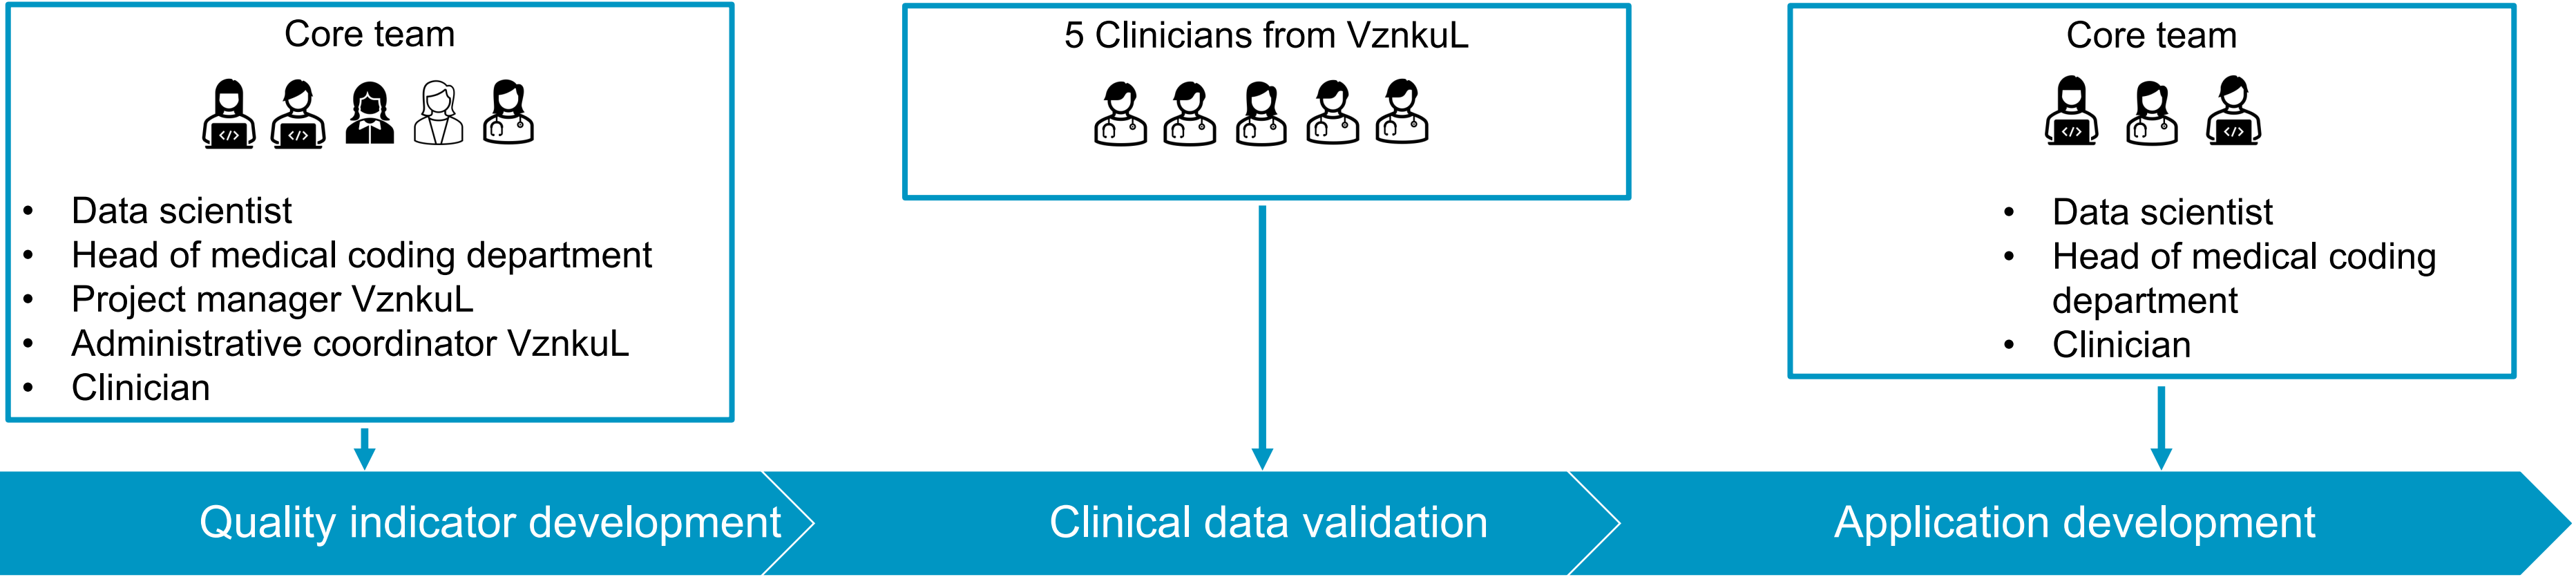 Core team
</>
</>
• Data scientist
• Head of medical coding department
• Project manager VznkuL
• Administrative coordinator VznkuL
• Clinician
5 Clinicians from VznkuL
Core team
</>
</>
• Data scientist
• Head of medical coding
department
• Clinician
Quality indicator development
Clinical data validation
Application development